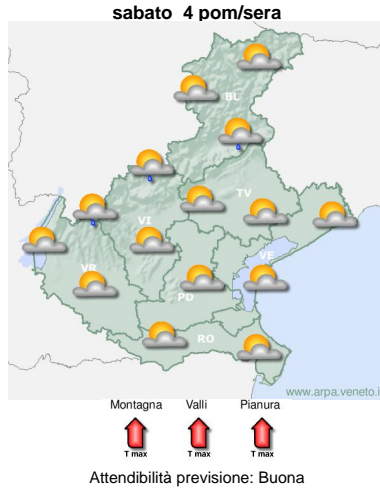 sabato 4 pom/sera
BL
TV
VI
VE
VR
PD
RO
www.arpa.veneto.i
Montagna Valli Pianura
T max T max T max
Attendibilità previsione: Buona